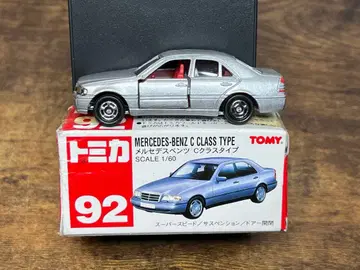 92
トミカ
92
MERCEDES-BENZ C CLASS TYPE
メルセデスベンツ Cクラスタイプ
SCALE 1/60
TOMY
スーパースピード/サスペンション/ドアー開閉